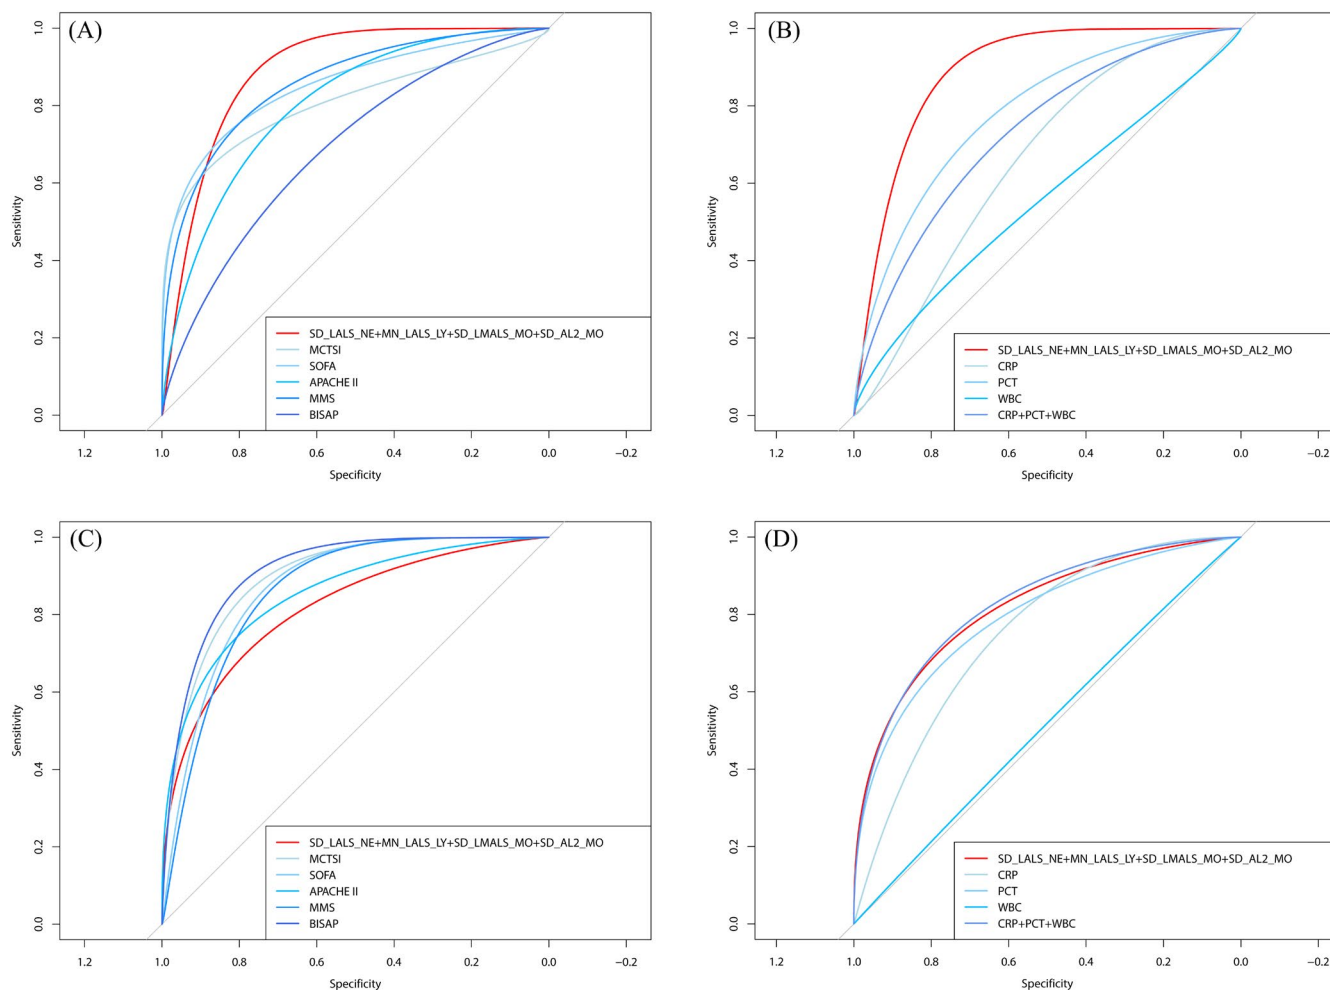 (A)
1.0
0.8
0.6
0.4
0.2
0.0
Sensitivity
SD_LALS_NE+MN_LALS_LY+SD_LMALS_MO+SD_AL2_MO
MCTSI
SOFA
APACHE II
MMS
BISAP
1.2 1.0 0.8 0.6 0.4 0.2 0.0 −0.2
Specificity
(B)
1.0
0.8
0.6
0.4
0.2
0.0
Sensitivity
SD_LALS_NE+MN_LALS_LY+SD_LMALS_MO+SD_AL2_MO
CRP
PCT
WBC
CRP+PCT+WBC
1.2 1.0 0.8 0.6 0.4 0.2 0.0 −0.2
Specificity
(C)
1.0
0.8
0.6
0.4
0.2
0.0
Sensitivity
SD_LALS_NE+MN_LALS_LY+SD_LMALS_MO+SD_AL2_MO
MCTSI
SOFA
APACHE II
MMS
BISAP
1.2 1.0 0.8 0.6 0.4 0.2 0.0 −0.2
Specificity
(D)
1.0
0.8
0.6
0.4
0.2
0.0
Sensitivity
SD_LALS_NE+MN_LALS_LY+SD_LMALS_MO+SD_AL2_MO
CRP
PCT
WBC
CRP+PCT+WBC
1.2 1.0 0.8 0.6 0.4 0.2 0.0 −0.2
Specificity